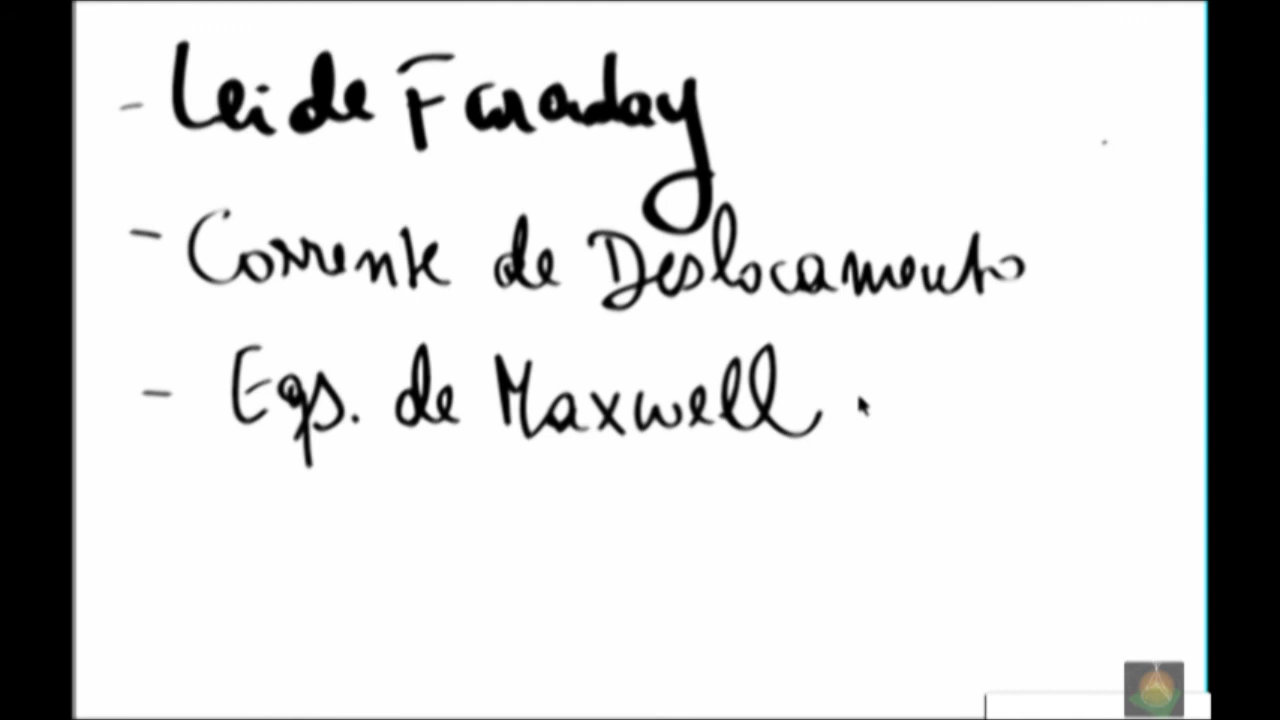 - Lei de Faraday
- Corrente de Deslocamento
- Eqs. de Maxwell